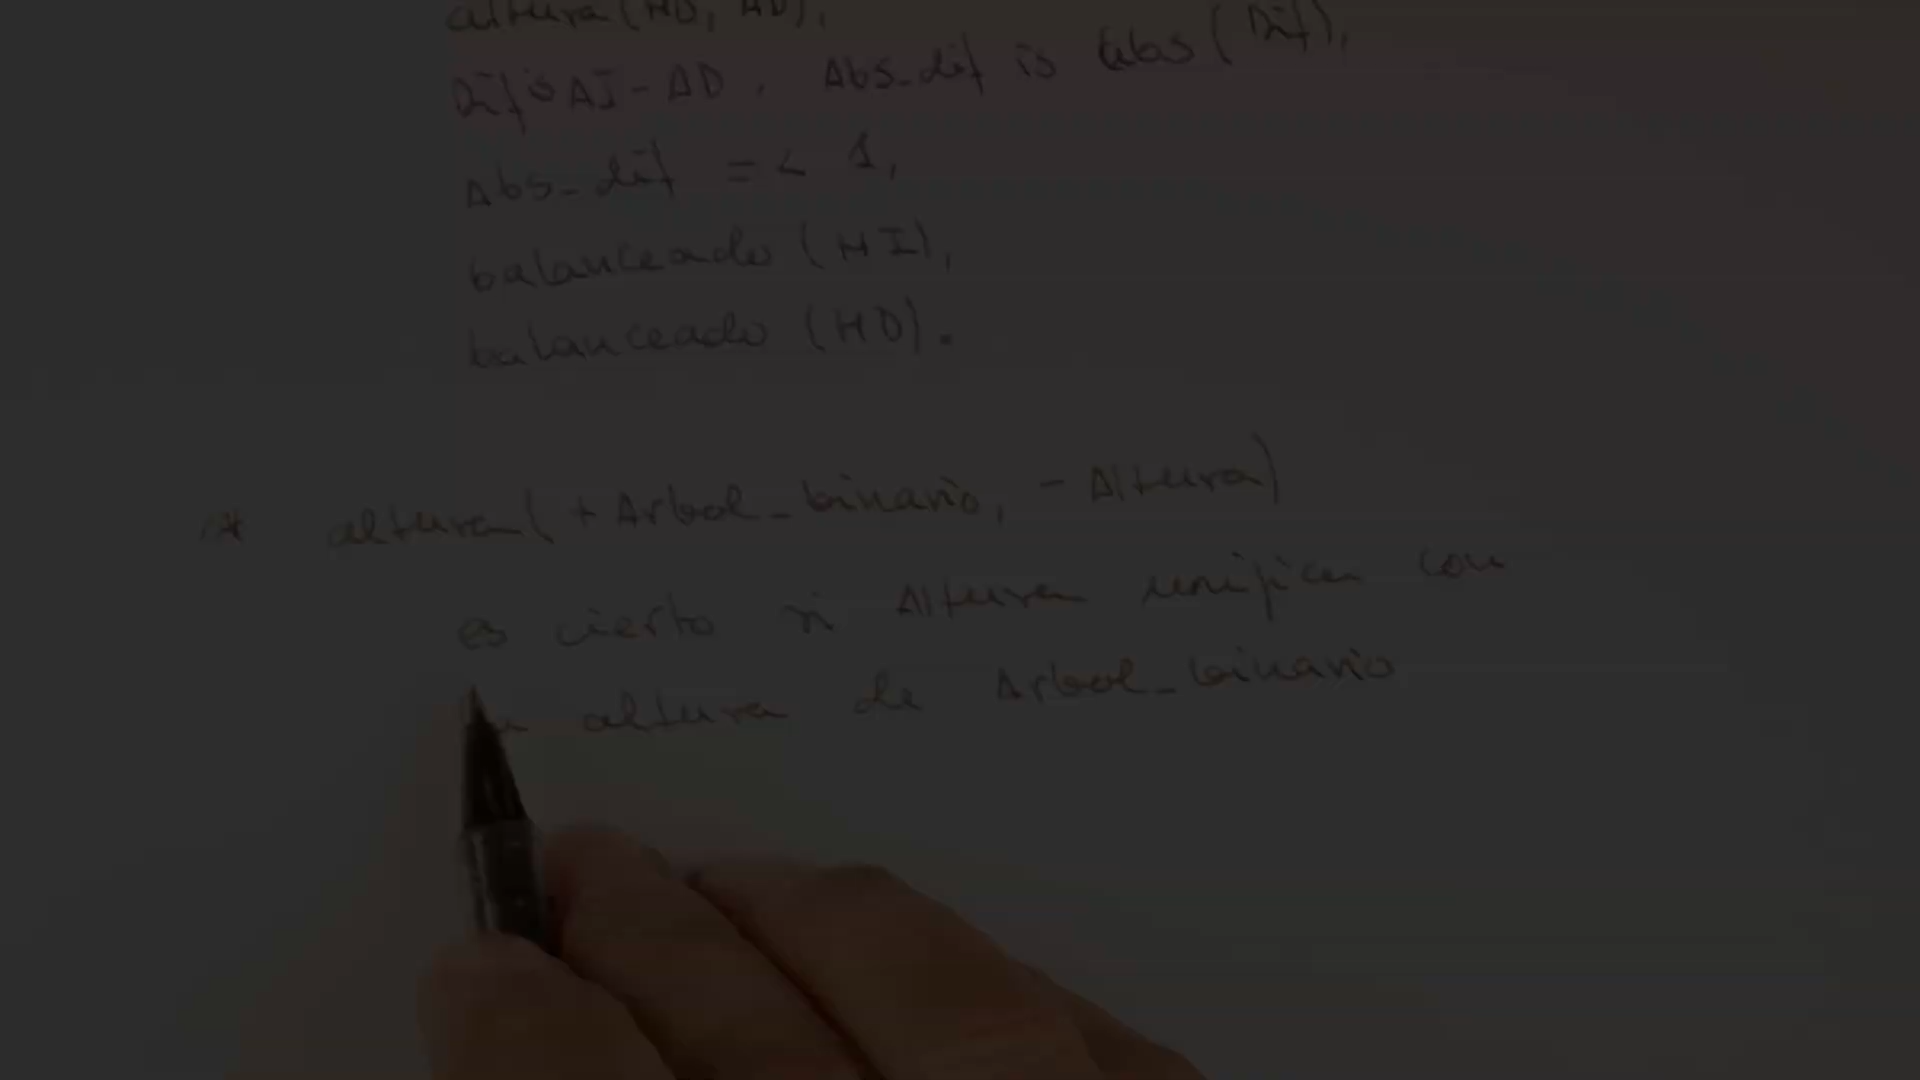 altura(HD, AD),
Dif is AI - AD, Abs_dif is abs(Dif),
Abs_dif =< 1,
balanceado (HI),
balanceado (HD).
altura( + Arbol_binario, - Altura)
es cierto si Altura unifica con
altura de Arbol_binario